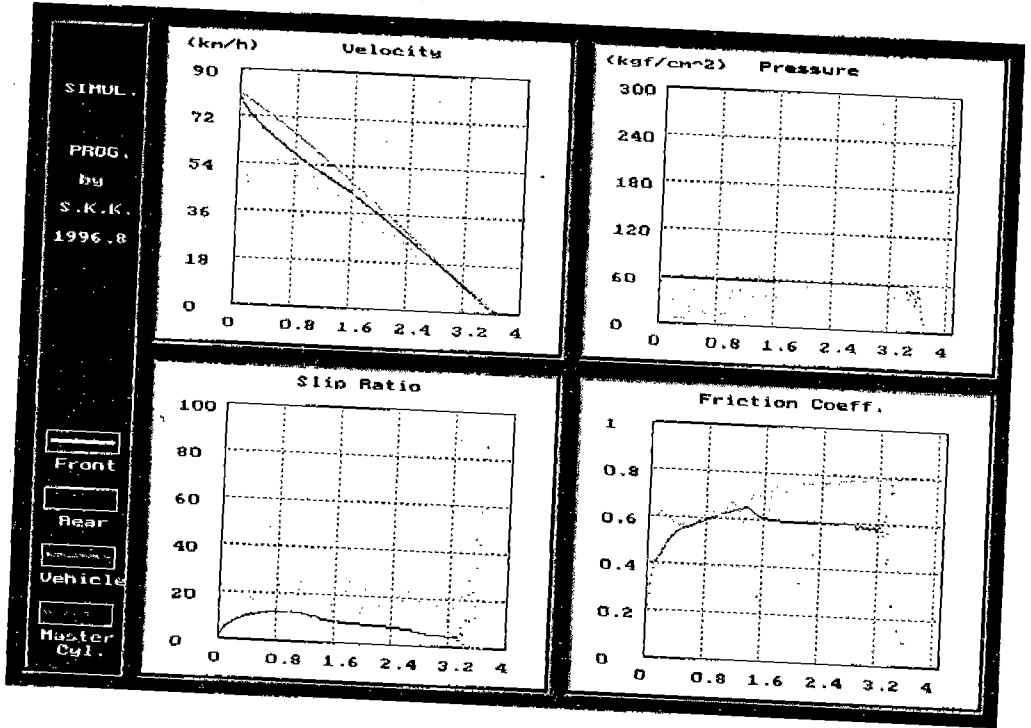 SIMUL.
PROG.
by
S.K.K.
1996.8
Front
Rear
Vehicle
Master
Cyl.
(km/h) Velocity
90
72
54
36
18
0
0 0.8 1.6 2.4 3.2 4
(kgf/cm^2) Pressure
300
240
180
120
60
0
0 0.8 1.6 2.4 3.2 4
Slip Ratio
100
80
60
40
20
0
0 0.8 1.6 2.4 3.2 4
Friction Coeff.
1
0.8
0.6
0.4
0.2
0
0 0.8 1.6 2.4 3.2 4